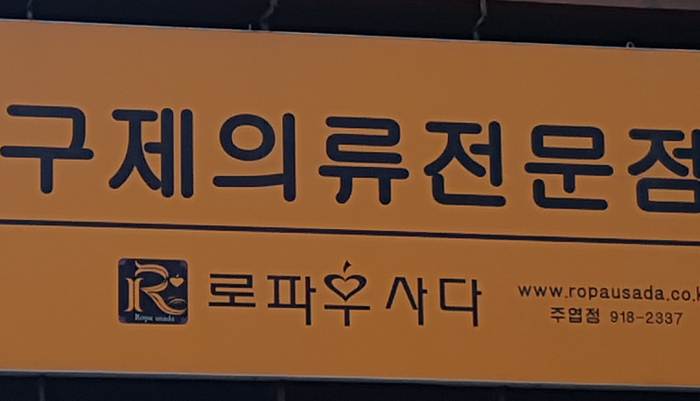 구제의류전문점
R
Ropa usada
로파우사다
www.ropausada.co.k
주엽점 918-2337